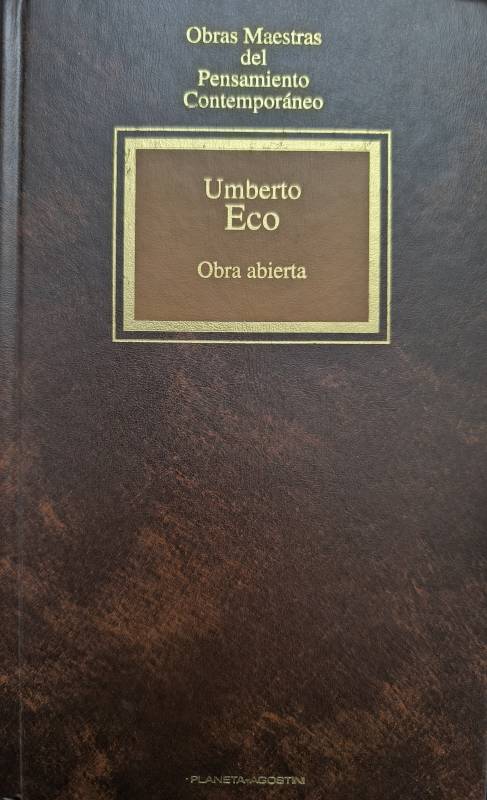 Obras Maestras
del
Pensamiento
Contemporáneo
Umberto
Eco
Obra abierta
PLANETA-AGOSTINI